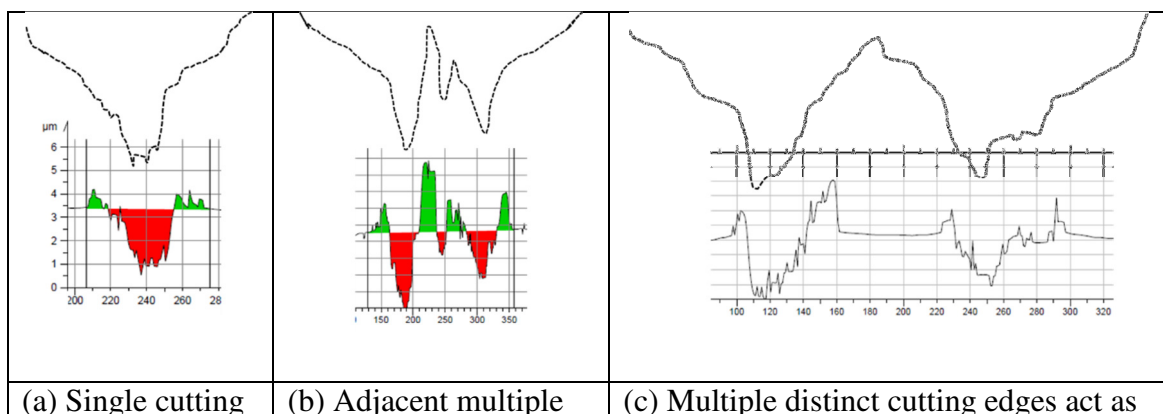 µm
6
5
4
3
2
1
0
200 220 240 260 28
150 200 250 300 350
100 120 140 160 180 200 220 240 260 280 300 320
(a) Single cutting
(b) Adjacent multiple
(c) Multiple distinct cutting edges act as